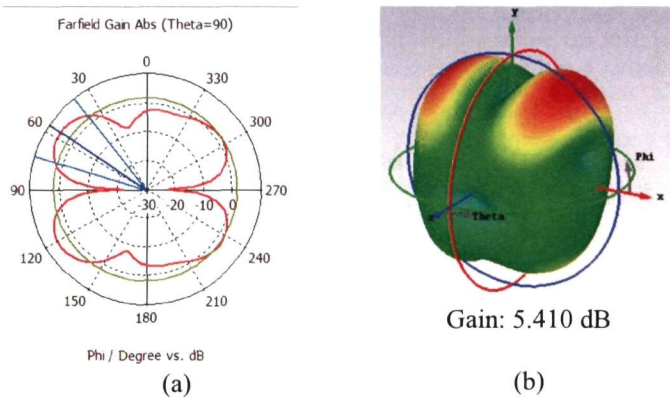 Farfield Gain Abs (Theta=90)
0
30
330
60
300
90
-30
-20
-10
0
270
120
240
150
210
180
Phi / Degree vs. dB
(a)
y
Phi
x
z
Theta
Gain: 5.410 dB
(b)